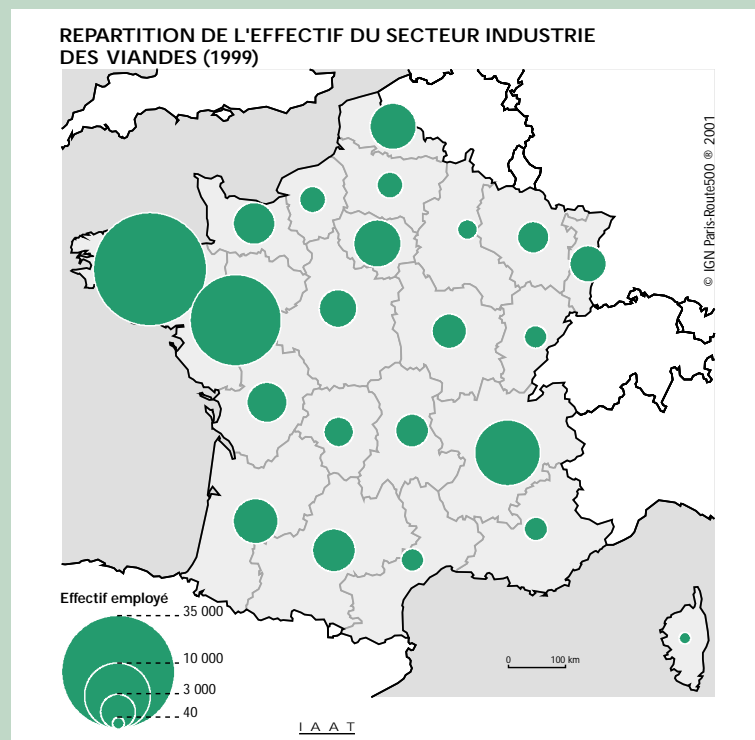 REPARTITION DE L'EFFECTIF DU SECTEUR INDUSTRIE
DES VIANDES (1999)
© IGN Paris-Route500 ® 2001
Effectif employé
35 000
10 000
3 000
40
0 100 km
I A A T